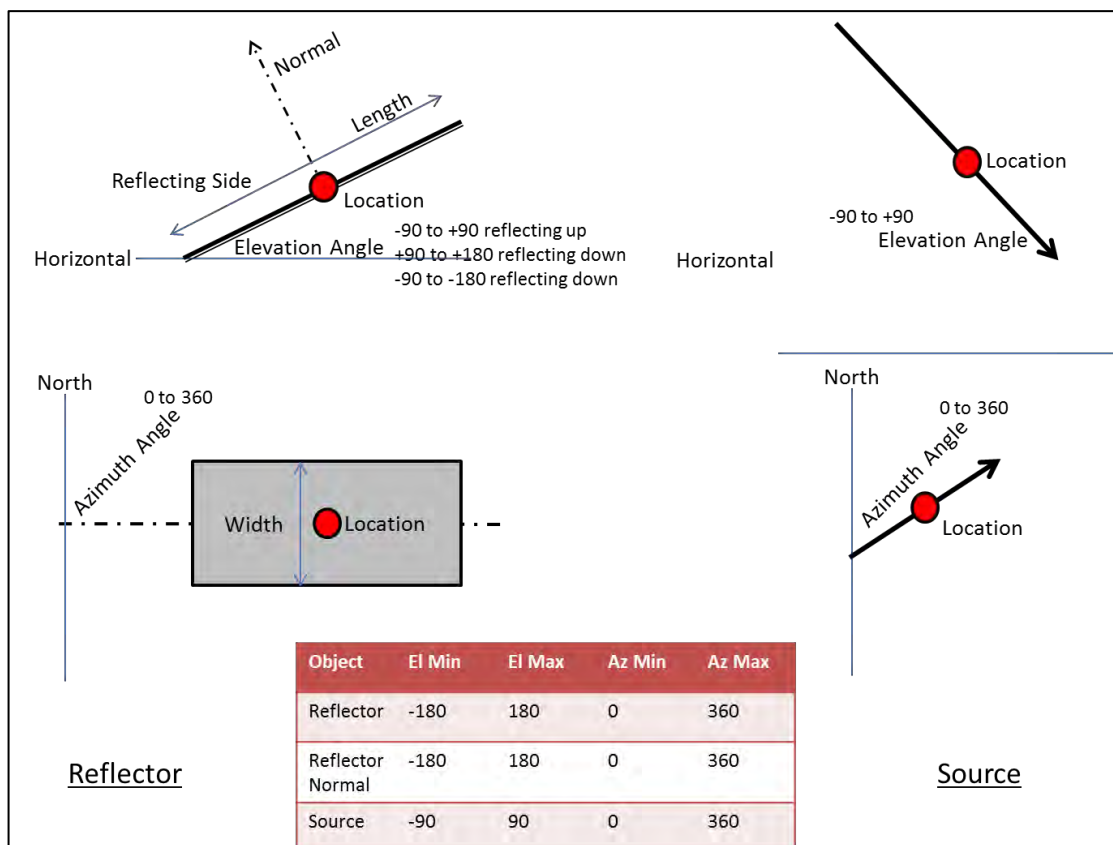 Normal
Length
Reflecting Side
Location
Elevation Angle
-90 to +90 reflecting up
+90 to +180 reflecting down
-90 to -180 reflecting down
Horizontal
Location
-90 to +90
Elevation Angle
Horizontal
North
0 to 360
Azimuth Angle
Width
Location
North
0 to 360
Azimuth Angle
Location
Object El Min El Max Az Min Az Max
Reflector -180 180 0 360
Reflector Normal -180 180 0 360
Source -90 90 0 360
Reflector
Source